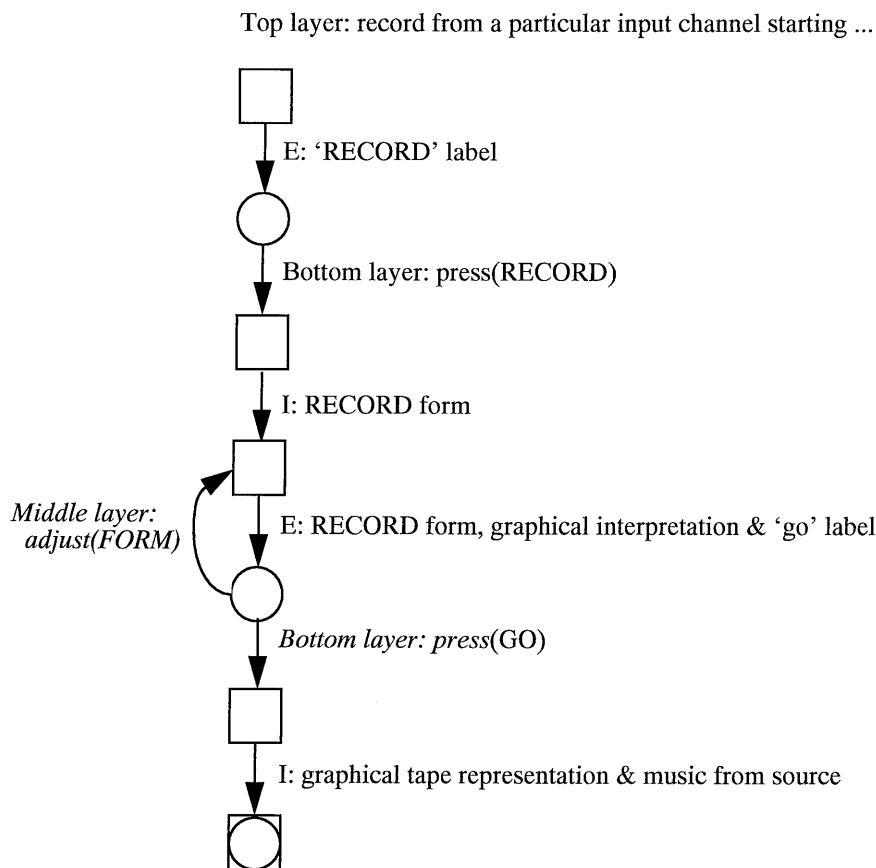 Top layer: record from a particular input channel starting ...
E: ‘RECORD’ label
Bottom layer: press(RECORD)
I: RECORD form
Middle layer:
adjust(FORM)
E: RECORD form, graphical interpretation & ‘go’ label
Bottom layer: press(GO)
I: graphical tape representation & music from source